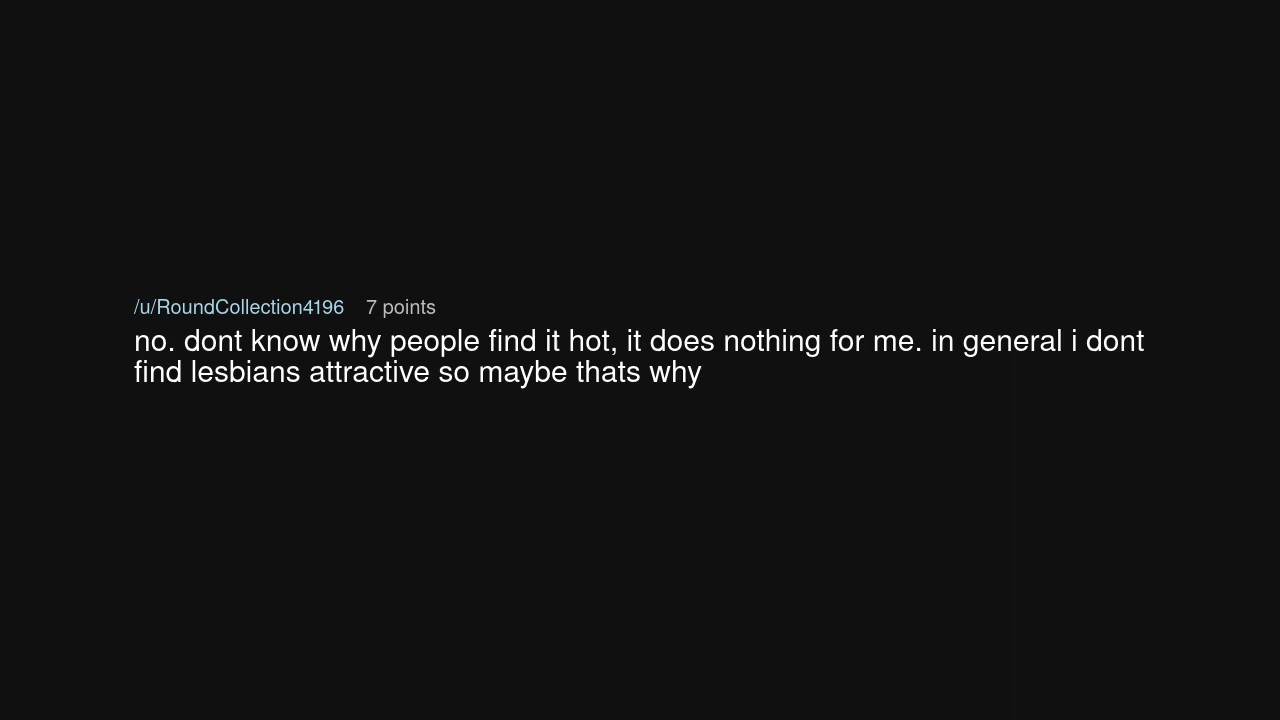 /u/RoundCollection4196 7 points
no. dont know why people find it hot, it does nothing for me. in general i dont
find lesbians attractive so maybe thats why